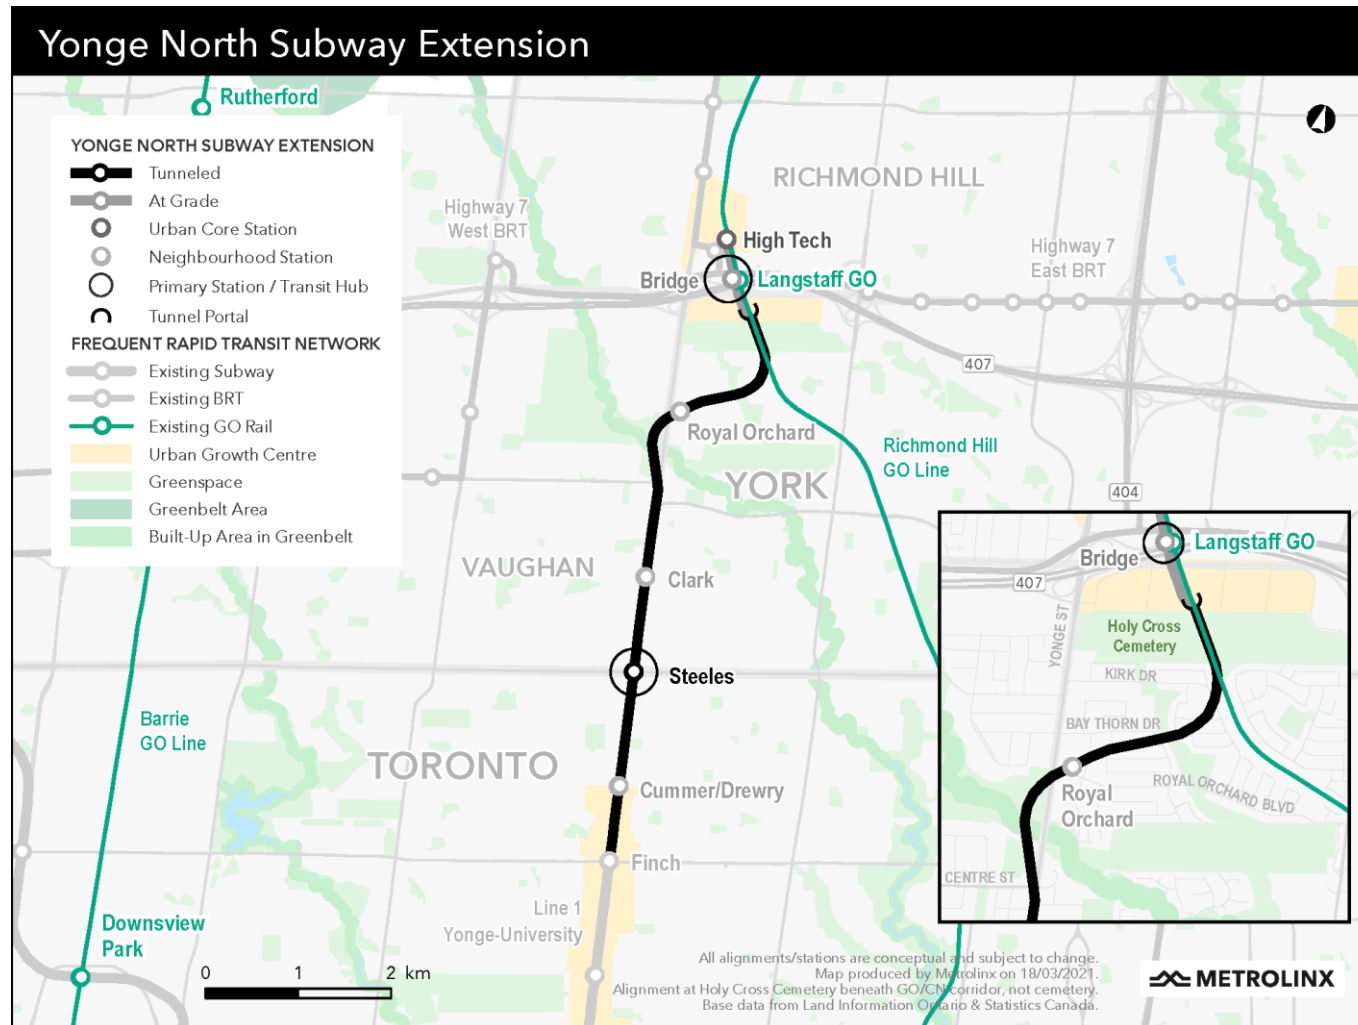 Yonge North Subway Extension
Rutherford
YONGE NORTH SUBWAY EXTENSION
Tunneled
At Grade
Urban Core Station
Neighbourhood Station
Primary Station / Transit Hub
Tunnel Portal
FREQUENT RAPID TRANSIT NETWORK
Existing Subway
Existing BRT
Existing GO Rail
Urban Growth Centre
Greenspace
Greenbelt Area
Built-Up Area in Greenbelt
RICHMOND HILL
Highway 7
West BRT
High Tech
Highway 7
East BRT
Bridge
Langstaff GO
407
Royal Orchard
Richmond Hill
GO Line
YORK
404
VAUGHAN
Clark
Steeles
Barrie
GO Line
TORONTO
Cummer/Drewry
Finch
Line 1
Yonge-University
Downsview
Park
0 1 2 km
Langstaff GO
Bridge
407
YONGE ST
Holy Cross
Cemetery
KIRK DR
BAY THORN DR
ROYAL ORCHARD BLVD
Royal
Orchard
CENTRE ST
All alignments/stations are conceptual and subject to change.
Map produced by Metrolinx on 18/03/2021.
Alignment at Holy Cross Cemetery beneath GO/CN corridor, not cemetery.
Base data from Land Information Ontario & Statistics Canada.
METROLINX